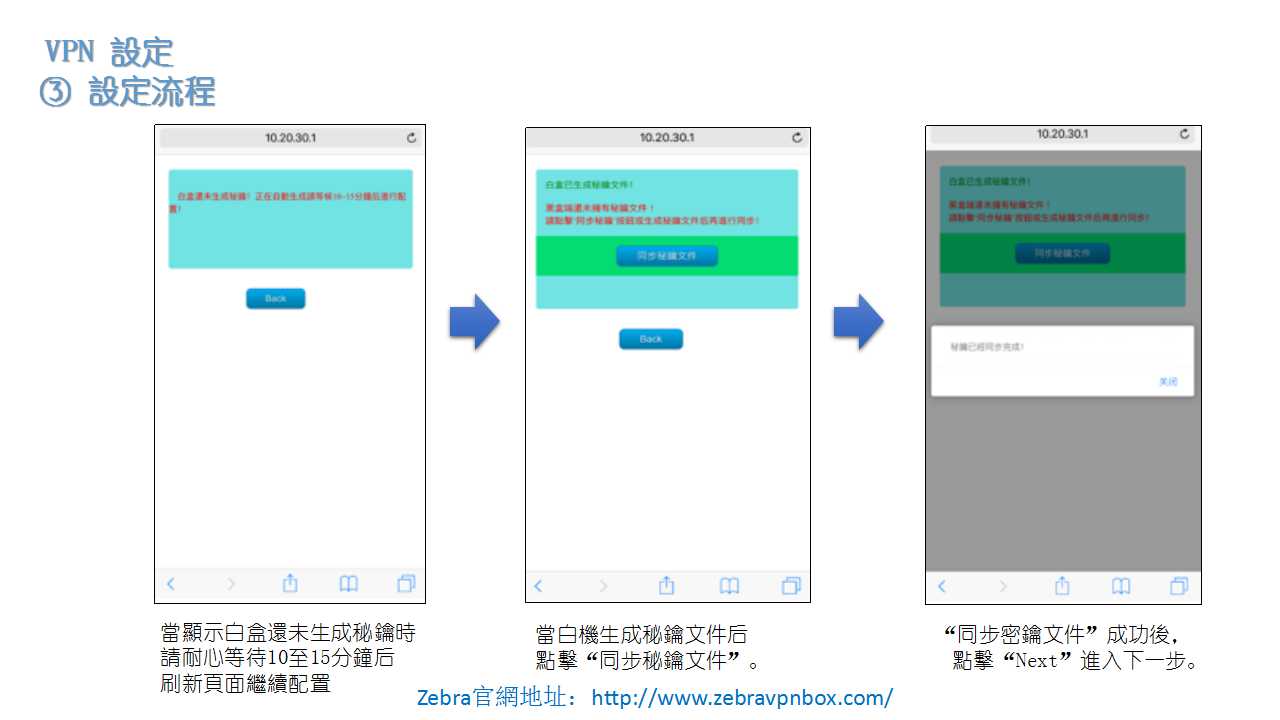 VPN 設定
③ 設定流程
10.20.30.1
白盒還未生成秘鑰！正在自動生成請等候10-15分鐘后進行配
置！
Back
當顯示白盒還未生成秘鑰時
請耐心等待10至15分鐘后
刷新頁面繼續配置
10.20.30.1
白盒已生成秘鑰文件！
黑盒端還未擁有秘鑰文件！
請點擊"同步秘鑰"按鈕或生成秘鑰文件后再進行同步！
同步秘鑰文件
Back
當白機生成秘鑰文件后
點擊“同步秘鑰文件”。
10.20.30.1
白盒已生成秘鑰文件！
黑盒端還未擁有秘鑰文件！
請點擊"同步秘鑰"按鈕或生成秘鑰文件后再進行同步！
同步秘鑰文件
秘鑰已經同步完成！
关闭
“同步密鑰文件”成功後，
點擊“Next”進入下一步。
Zebra官網地址：http://www.zebravpnbox.com/